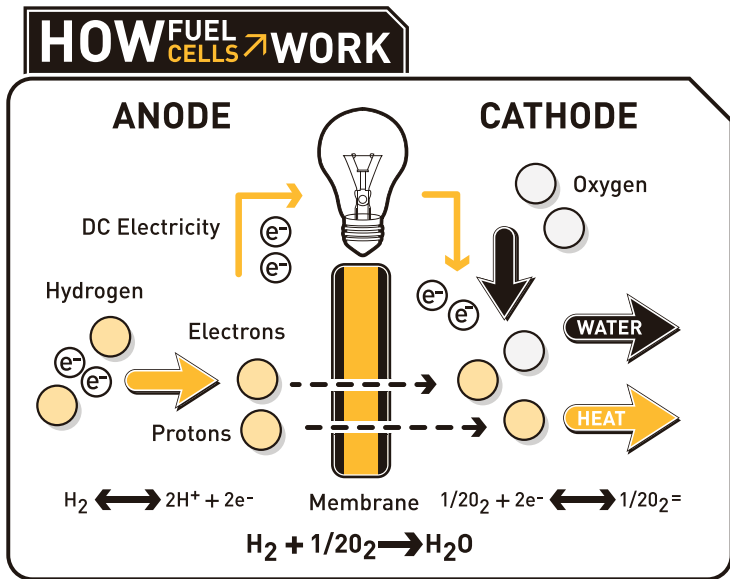 HOW FUEL CELLS WORK
ANODE
CATHODE
Oxygen
DC Electricity
e-
e-
Hydrogen
e-
e-
Electrons
Protons
e-
e-
WATER
HEAT
H2 ↔ 2H+ + 2e-
Membrane
1/2O2 + 2e- ↔ 1/2O2=
H2 + 1/2O2 → H2O